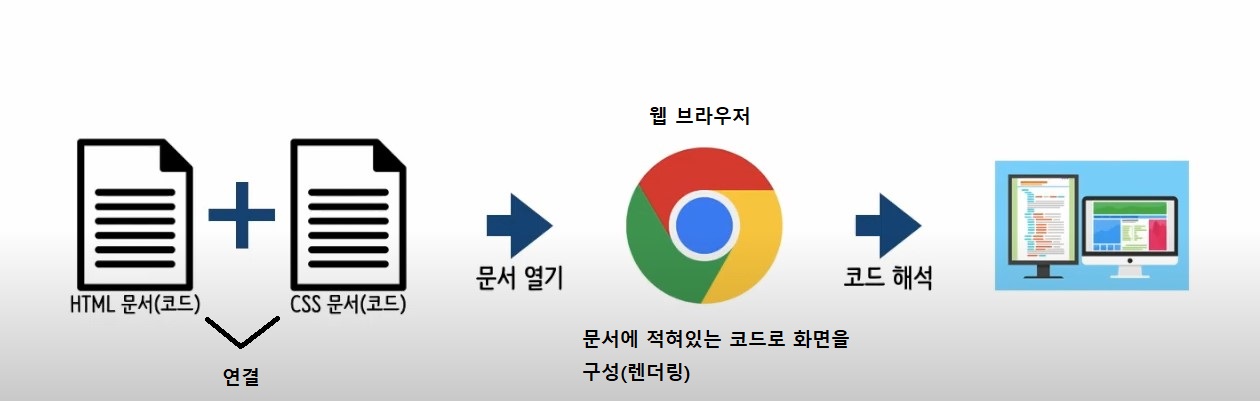 웹 브라우저
HTML 문서(코드)
CSS 문서(코드)
연결
문서 열기
문서에 적혀있는 코드로 화면을
구성(렌더링)
코드 해석